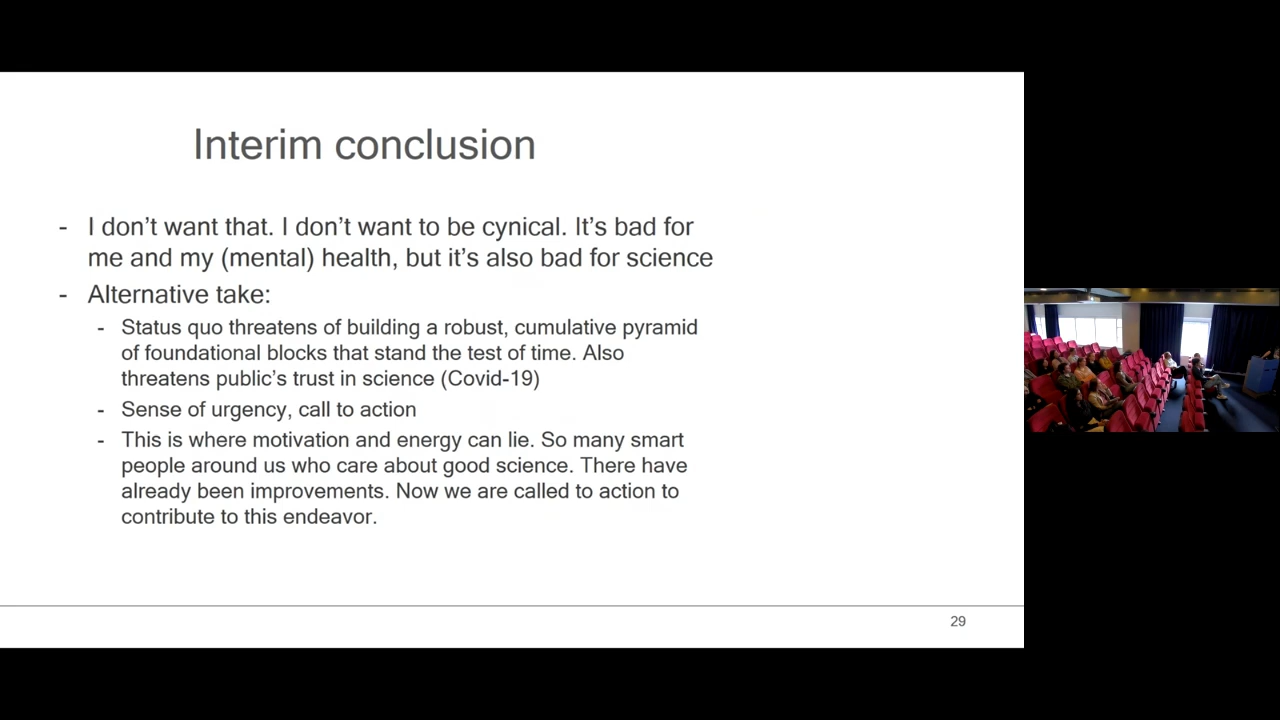 Interim conclusion
- I don’t want that. I don’t want to be cynical. It’s bad for
me and my (mental) health, but it’s also bad for science
- Alternative take:
- Status quo threatens of building a robust, cumulative pyramid
of foundational blocks that stand the test of time. Also
threatens public’s trust in science (Covid-19)
- Sense of urgency, call to action
- This is where motivation and energy can lie. So many smart
people around us who care about good science. There have
already been improvements. Now we are called to action to
contribute to this endeavor.
29